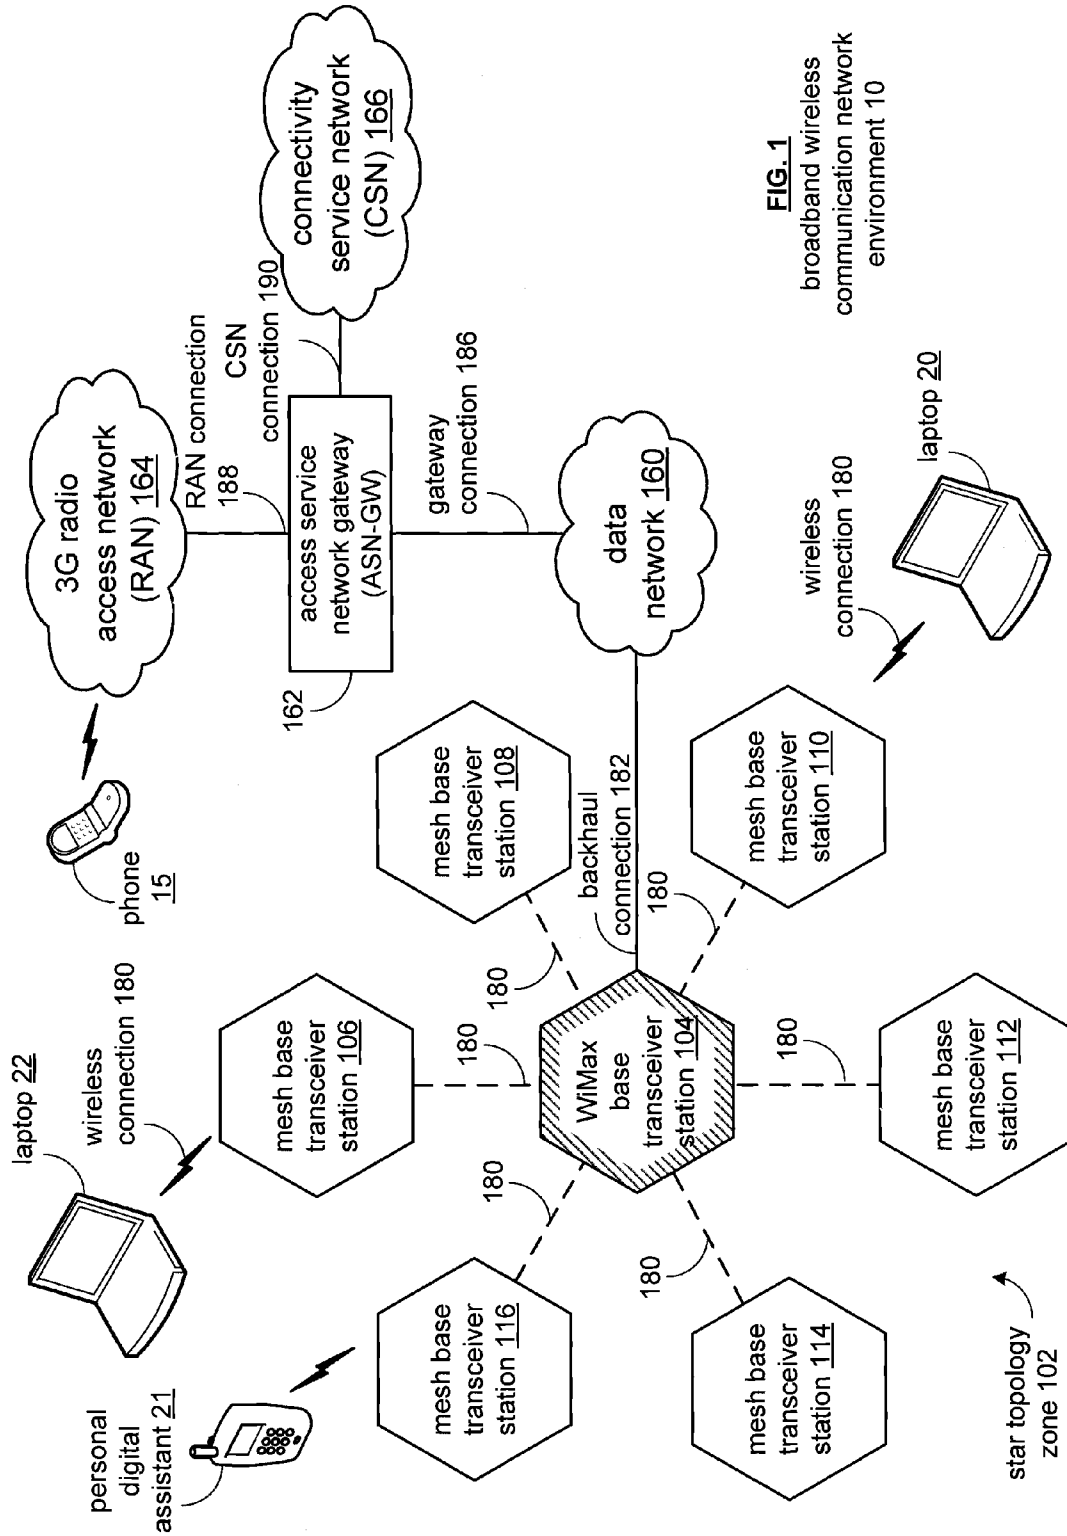 personal
digital
assistant 21
laptop 22
wireless
connection 180
phone
15
3G radio
access network
(RAN) 164
RAN connection
188
CSN
connection 190
connectivity
service network
(CSN) 166
162
access service
network gateway
(ASN-GW)
gateway
connection 186
data
network 160
mesh base
transceiver
station 116
mesh base
transceiver
station 106
mesh base
transceiver
station 108
180
180
180
WiMax
base
transceiver
station 104
backhaul
connection 182
180
180
180
mesh base
transceiver
station 114
mesh base
transceiver
station 112
mesh base
transceiver
station 110
wireless
connection 180
laptop 20
star topology
zone 102
FIG. 1
broadband wireless
communication network
environment 10